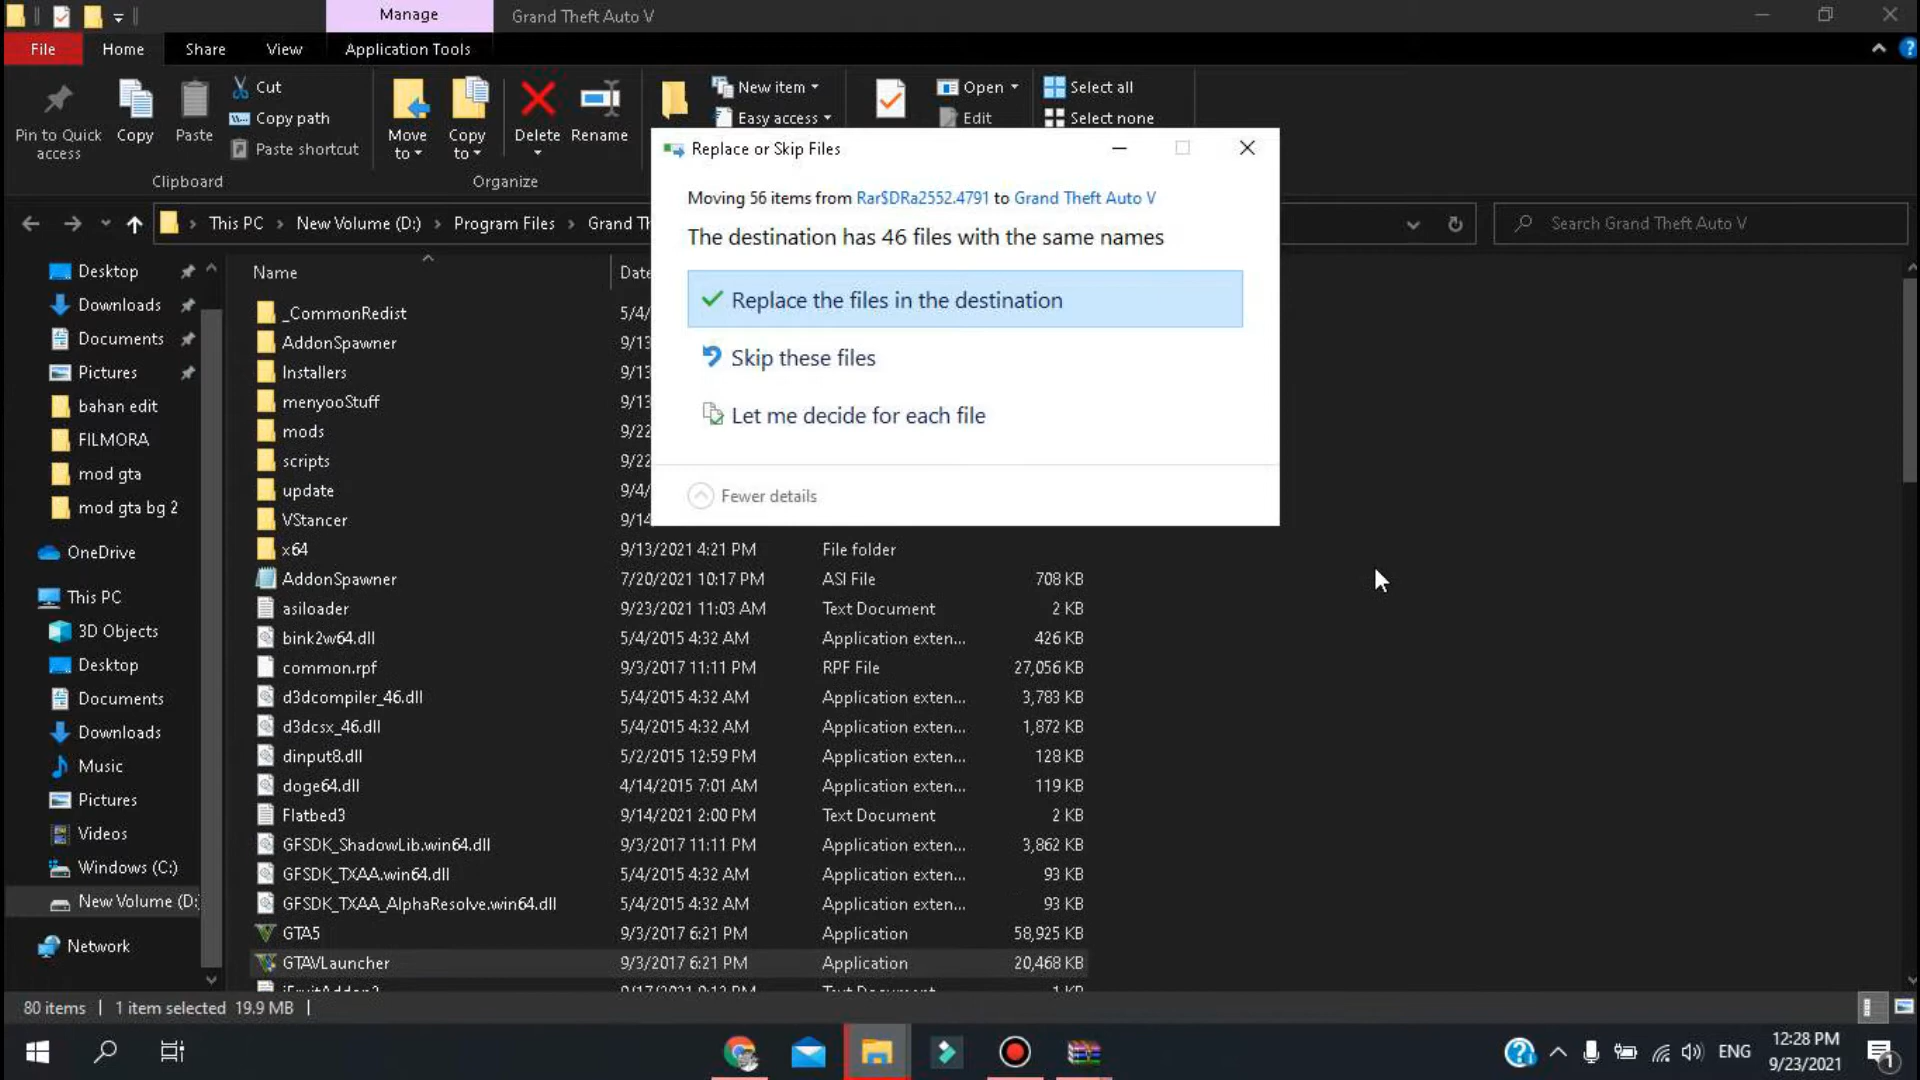 Manage
Grand Theft Auto V
File
Home
Share
View
Application Tools
Pin to Quick access
Copy
Paste
Cut
Copy path
Paste shortcut
Clipboard
Move to
Copy to
Delete
Rename
Organize
New item
Easy access
Open
Edit
Select all
Select none
This PC
New Volume (D:)
Program Files
Search Grand Theft Auto V
Replace or Skip Files
Moving 56 items from Rar$DRa2552.4791 to Grand Theft Auto V
The destination has 46 files with the same names
Replace the files in the destination
Skip these files
Let me decide for each file
Fewer details
Desktop
Downloads
Documents
Pictures
bahan edit
FILMORA
mod gta
mod gta bg 2
OneDrive
This PC
3D Objects
Desktop
Documents
Downloads
Music
Pictures
Videos
Windows (C:)
New Volume (D:
Network
Name
_CommonRedist
AddonSpawner
Installers
menyooStuff
mods
scripts
update
VStancer
x64 9/13/2021 4:21 PM File folder
AddonSpawner 7/20/2021 10:17 PM ASI File 708 KB
asiloader 9/23/2021 11:03 AM Text Document 2 KB
bink2w64.dll 5/4/2015 4:32 AM Application exten... 426 KB
common.rpf 9/3/2017 11:11 PM RPF File 27,056 KB
d3dcompiler_46.dll 5/4/2015 4:32 AM Application exten... 3,783 KB
d3dcsx_46.dll 5/4/2015 4:32 AM Application exten... 1,872 KB
dinput8.dll 5/2/2015 12:59 PM Application exten... 128 KB
doge64.dll 4/14/2015 7:01 AM Application exten... 119 KB
Flatbed3 9/14/2021 2:00 PM Text Document 2 KB
GFSDK_ShadowLib.win64.dll 9/3/2017 11:11 PM Application exten... 3,862 KB
GFSDK_TXAA.win64.dll 5/4/2015 4:32 AM Application exten... 93 KB
GFSDK_TXAA_AlphaResolve.win64.dll 5/4/2015 4:32 AM Application exten... 93 KB
GTA5 9/3/2017 6:21 PM Application 58,925 KB
GTAVLauncher 9/3/2017 6:21 PM Application 20,468 KB
80 items
1 item selected 19.9 MB
ENG
12:28 PM
9/23/2021
1